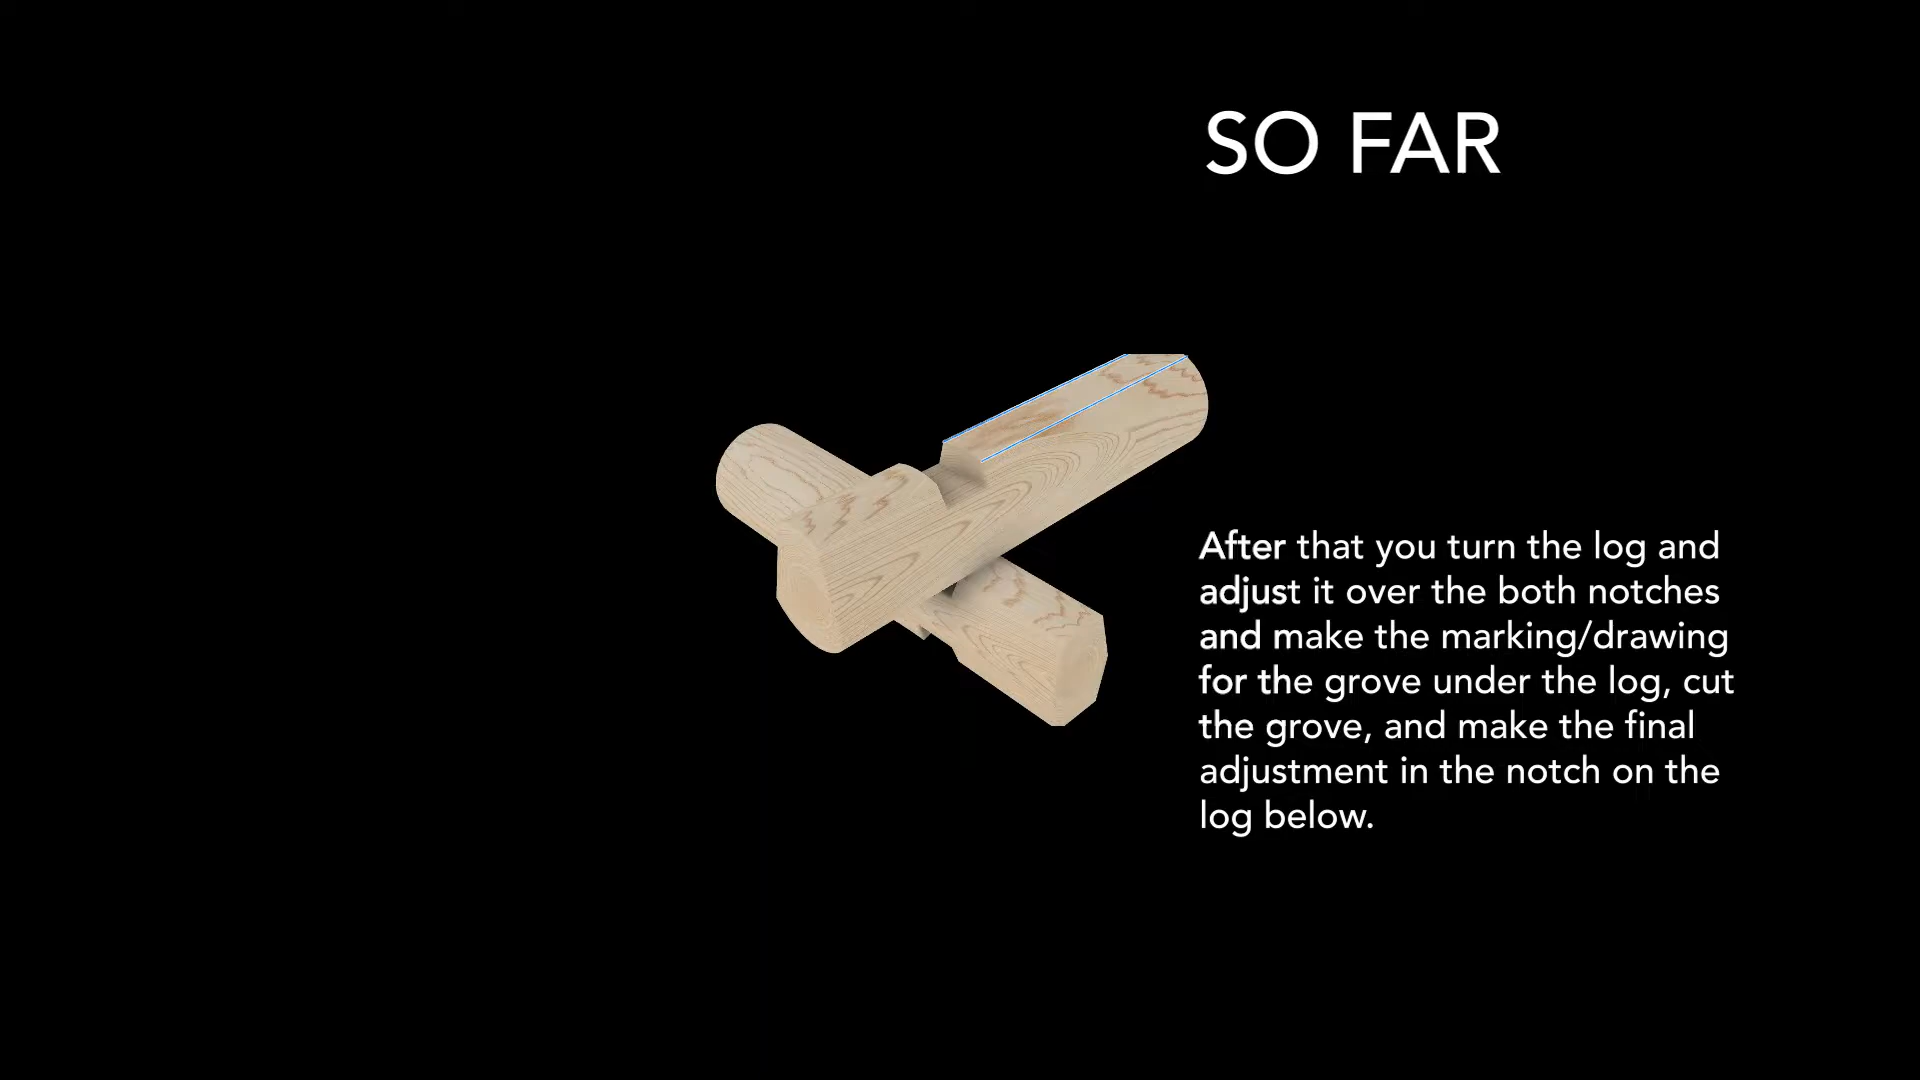 SO FAR
After that you turn the log and
adjust it over the both notches
and make the marking/drawing
for the grove under the log, cut
the grove, and make the final
adjustment in the notch on the
log below.